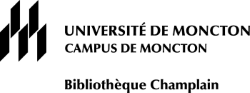 UNIVERSITÉ DE MONCTON
CAMPUS DE MONCTON
Bibliothèque Champlain